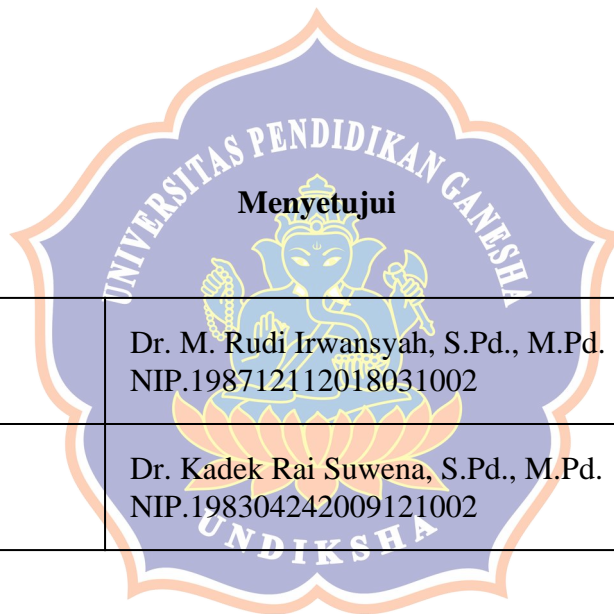 UNIVERSITAS PENDIDIKAN GANESHA
Menyetujui
Dr. M. Rudi Irwansyah, S.Pd., M.Pd.
NIP.198712112018031002
Dr. Kadek Rai Suwena, S.Pd., M.Pd.
NIP.198304242009121002
UNDIKSHA